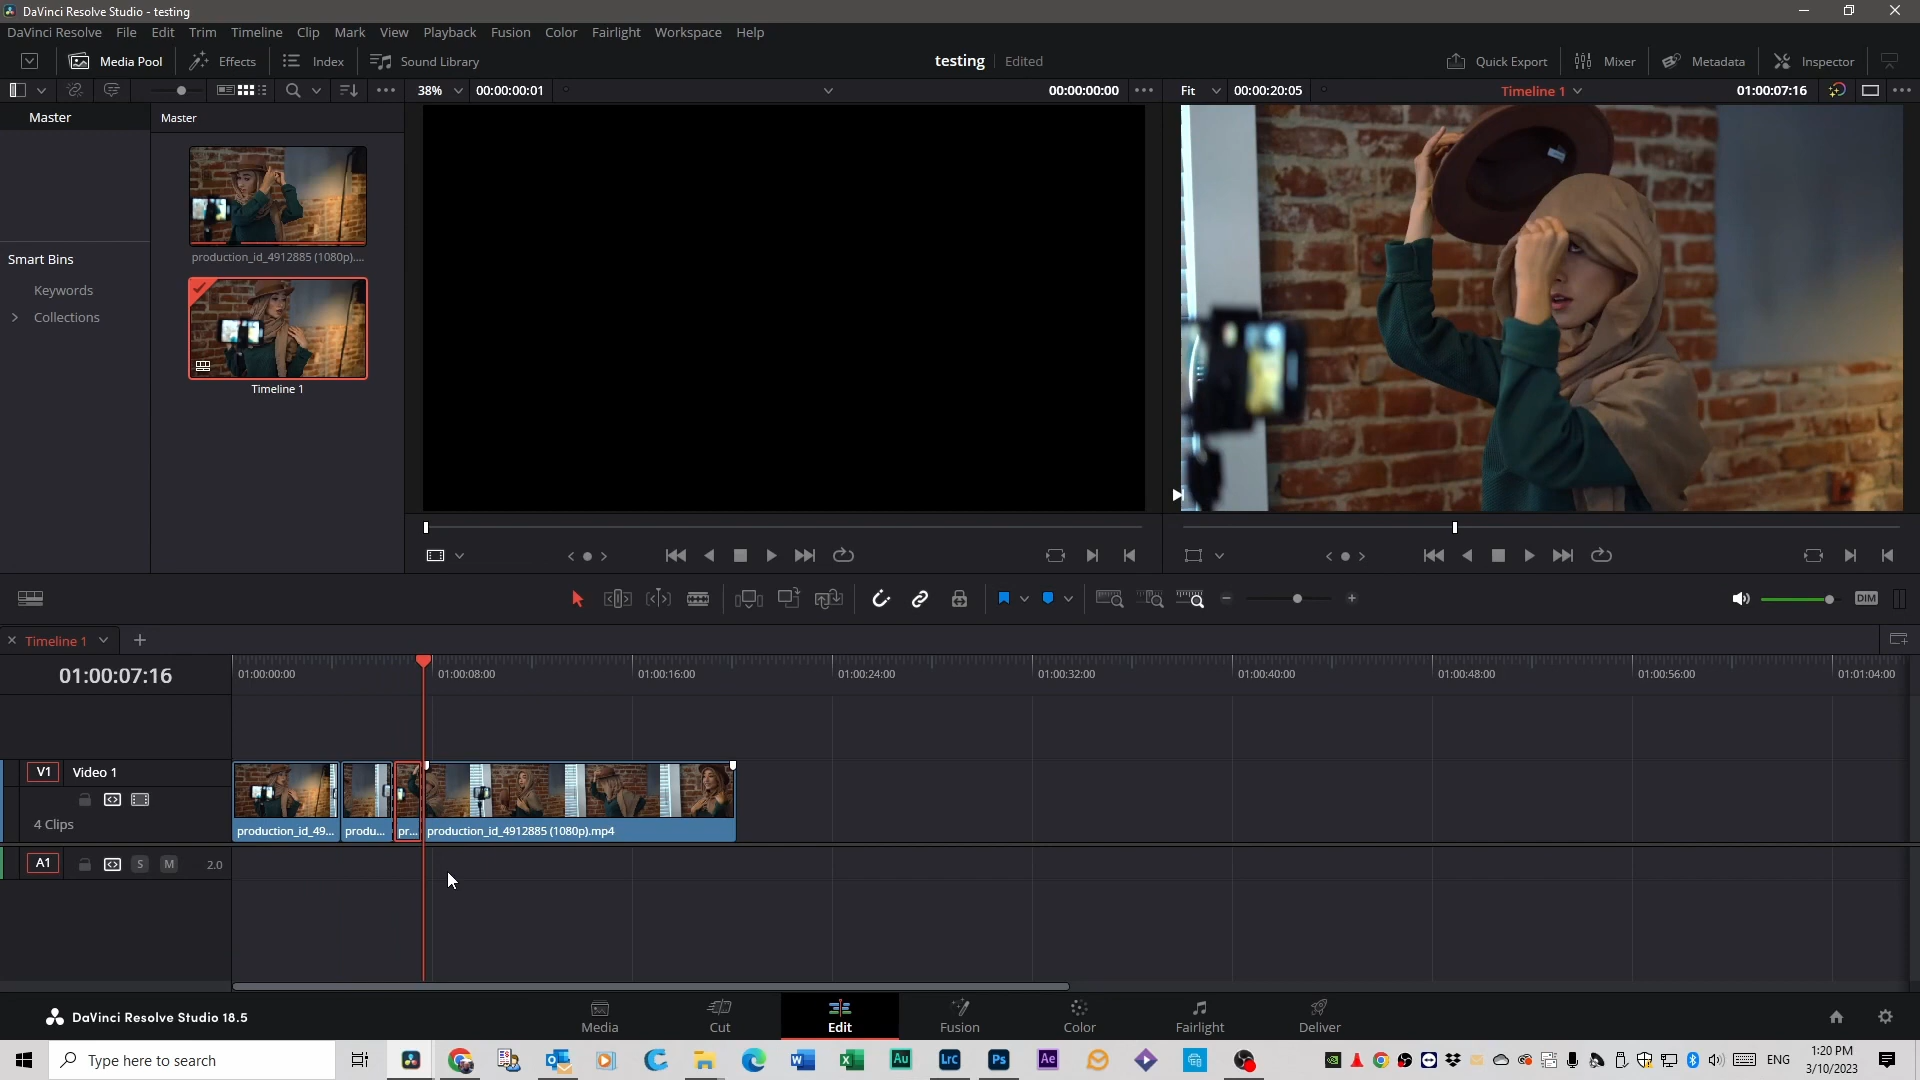 DaVinci Resolve Studio - testing
DaVinci Resolve File Edit Trim Timeline Clip Mark View Playback Fusion Color Fairlight Workspace Help
Media Pool Effects Index Sound Library testing Edited Quick Export Mixer Metadata Inspector
38% 00:00:00:01 00:00:00:00 Fit 00:00:20:05 Timeline 1 01:00:07:16
Master Master
production_id_4912885 (1080p)....
Smart Bins
Keywords
Collections
Timeline 1
DIM
Timeline 1
01:00:07:16 01:00:00:00 01:00:08:00 01:00:16:00 01:00:24:00 01:00:32:00 01:00:40:00 01:00:48:00 01:00:56:00 01:01:04:00
V1 Video 1
4 Clips
production_id_49... produ... pr... production_id_4912885 (1080p).mp4
A1 S M 2.0
DaVinci Resolve Studio 18.5 Media Cut Edit Fusion Color Fairlight Deliver
Type here to search Au Lrc Ps Ae ENG 1:20 PM
3/10/2023